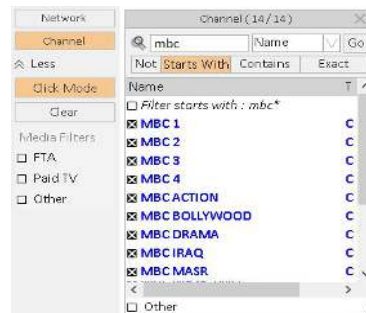 Network
Channel
Less
Click Mode
Clear
Media Filters
FTA
Paid TV
Other
Channel (14/14)
mbc Name Go
Not Starts With Contains Exact
Name T
Filter starts with : mbc*
MBC 1 C
MBC 2 C
MBC 3 C
MBC 4 C
MBC ACTION C
MBC BOLLYWOOD C
MBC DRAMA C
MBC IRAQ C
MBC MASR C
Other